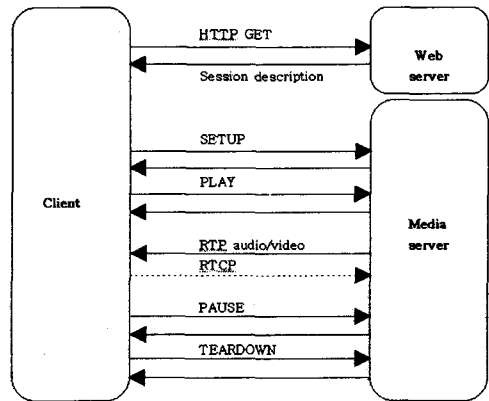 HTTP GET
Web
server
Session description
SETUP
PLAY
Client
Media
server
RTP audio/video
RTCP
PAUSE
TEARDOWN